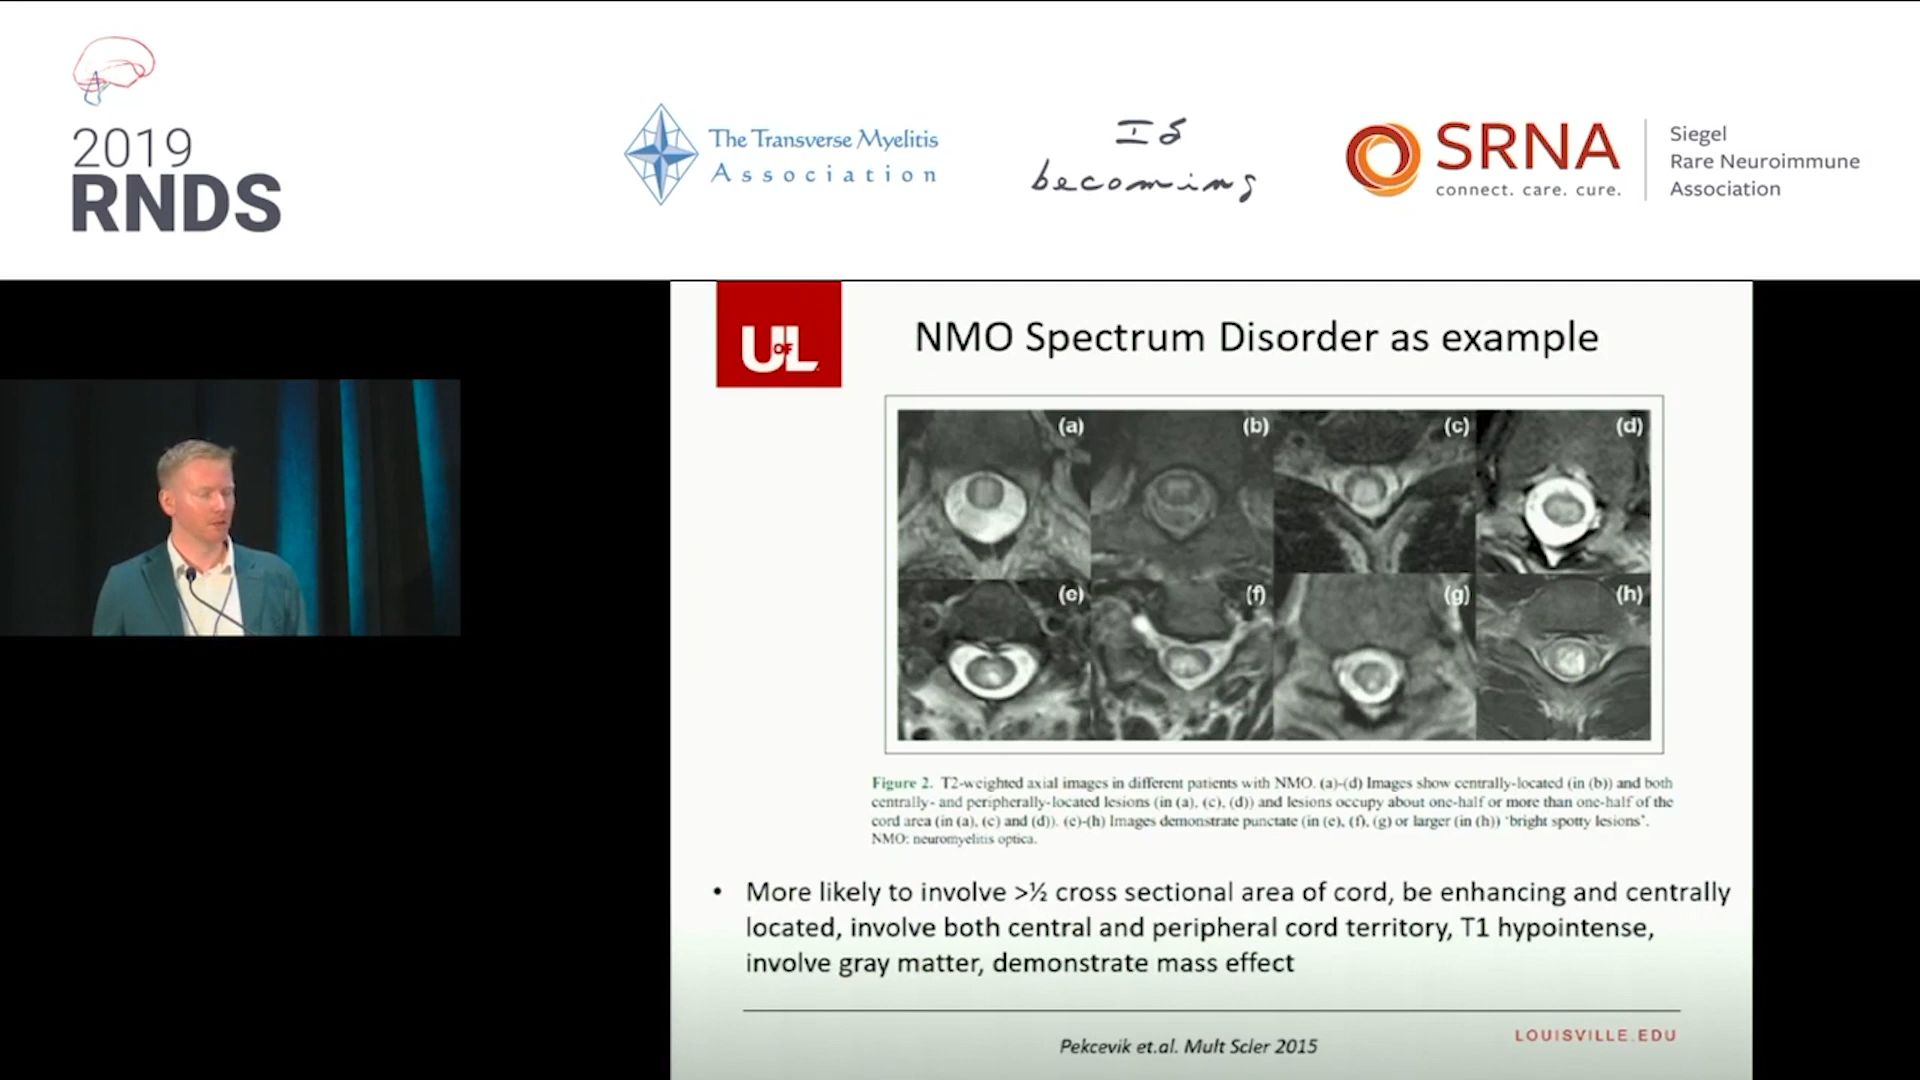 2019
RNDS
The Transverse Myelitis
Association
Is
becoming
SRNA
connect. care. cure.
Siegel
Rare Neuroimmune
Association
UofL
NMO Spectrum Disorder as example
(a)
(b)
(c)
(d)
(e)
(f)
(g)
(h)
Figure 2. T2-weighted axial images in different patients with NMO. (a)-(d) Images show centrally-located (in (b)) and both
centrally- and peripherally-located lesions (in (a), (c), (d)) and lesions occupy about one-half or more than one-half of the
cord area (in (a), (c) and (d)). (e)-(h) Images demonstrate punctate (in (e), (f), (g) or larger (in (h)) 'bright spotty lesions'.
NMO: neuromyelitis optica.
• More likely to involve >½ cross sectional area of cord, be enhancing and centrally
located, involve both central and peripheral cord territory, T1 hypointense,
involve gray matter, demonstrate mass effect
Pekcevik et.al. Mult Scler 2015
LOUISVILLE.EDU